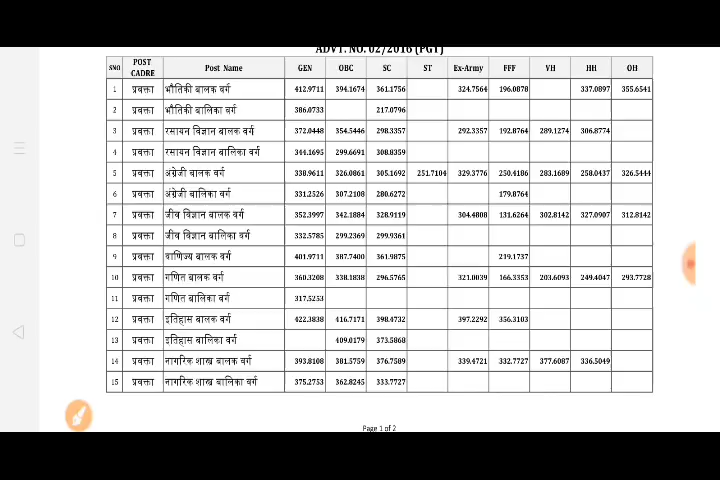 ADVT. NO. 02/2016 (PGT)
SNO POST CADRE Post Name GEN OBC SC ST Ex-Army FFF VH HH OH
1 प्रवक्ता भौतिकी बालक वर्ग 412.9711 394.1674 361.1756 324.7564 196.0878 337.0897 355.6541
2 प्रवक्ता भौतिकी बालिका वर्ग 386.0733 217.0796
3 प्रवक्ता रसायन विज्ञान बालक वर्ग 372.0448 354.5446 298.3357 292.3357 192.8764 289.1274 306.8774
4 प्रवक्ता रसायन विज्ञान बालिका वर्ग 344.1695 299.6691 308.8359
5 प्रवक्ता अंग्रेजी बालक वर्ग 338.9611 326.0861 305.1692 251.7104 329.3776 250.4186 283.1689 258.0437 326.5444
6 प्रवक्ता अंग्रेजी बालिका वर्ग 331.2526 307.2108 280.6272 179.8764
7 प्रवक्ता जीव विज्ञान बालक वर्ग 352.3997 342.1884 328.9119 304.4808 131.6264 302.8142 327.0907 312.8142
8 प्रवक्ता जीव विज्ञान बालिका वर्ग 332.5785 299.2369 299.9361
9 प्रवक्ता वाणिज्य बालक वर्ग 401.9711 387.7400 361.9875 219.1737
10 प्रवक्ता गणित बालक वर्ग 360.3208 338.1838 296.5765 321.0039 166.3353 203.6093 249.4047 293.7728
11 प्रवक्ता गणित बालिका वर्ग 317.5253
12 प्रवक्ता इतिहास बालक वर्ग 422.3838 416.7171 398.4732 397.2292 356.3103
13 प्रवक्ता इतिहास बालिका वर्ग 409.0179 373.5868
14 प्रवक्ता नागरिक शास्त्र बालक वर्ग 393.8108 381.5759 376.7589 339.4721 332.7727 377.6087 336.5049
15 प्रवक्ता नागरिक शास्त्र बालिका वर्ग 375.2753 362.8245 333.7727
Page 1 of 2